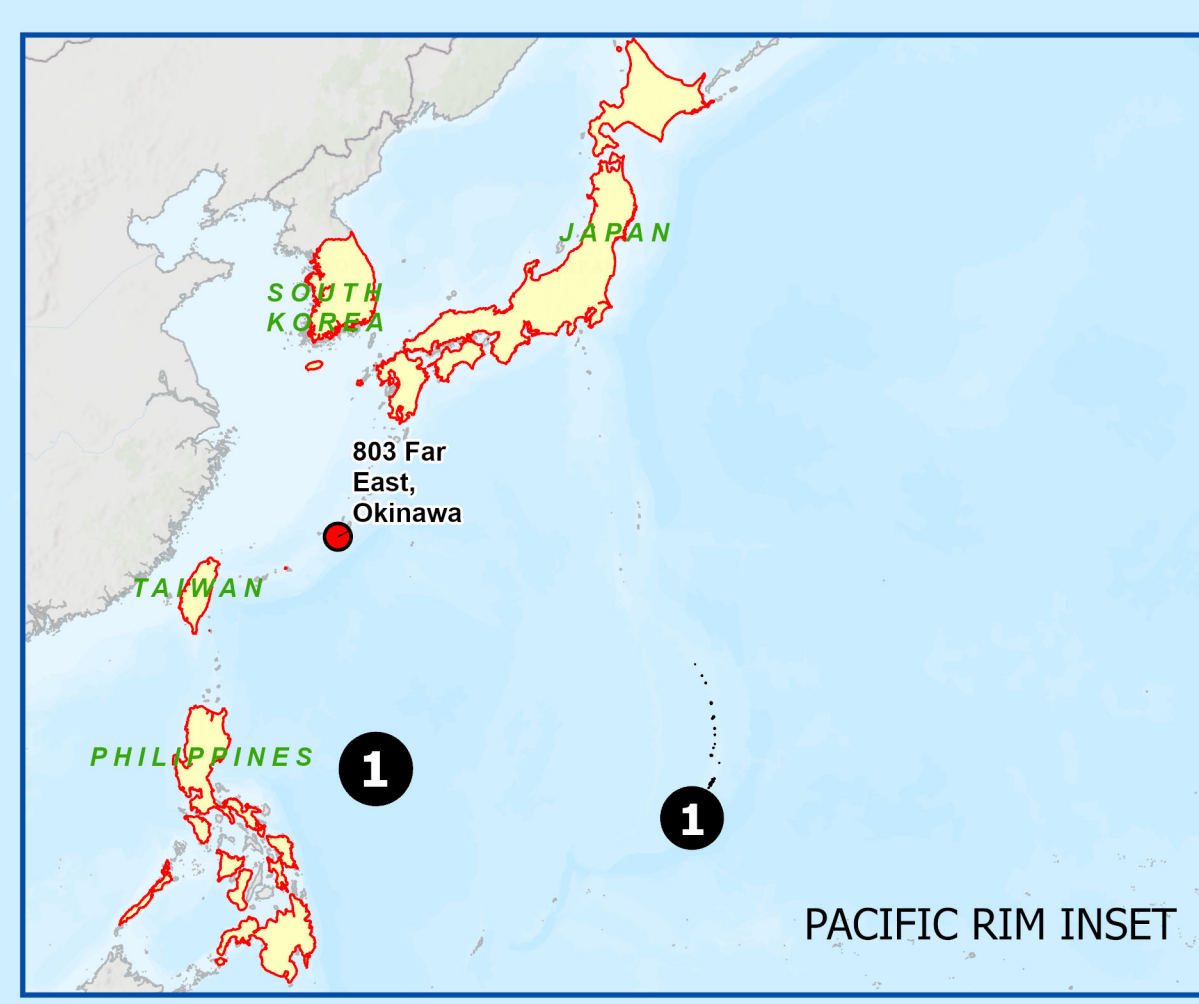 JAPAN
SOUTH
KOREA
803 Far
East,
Okinawa
TAIWAN
PHILIPPINES
1
1
PACIFIC RIM INSET